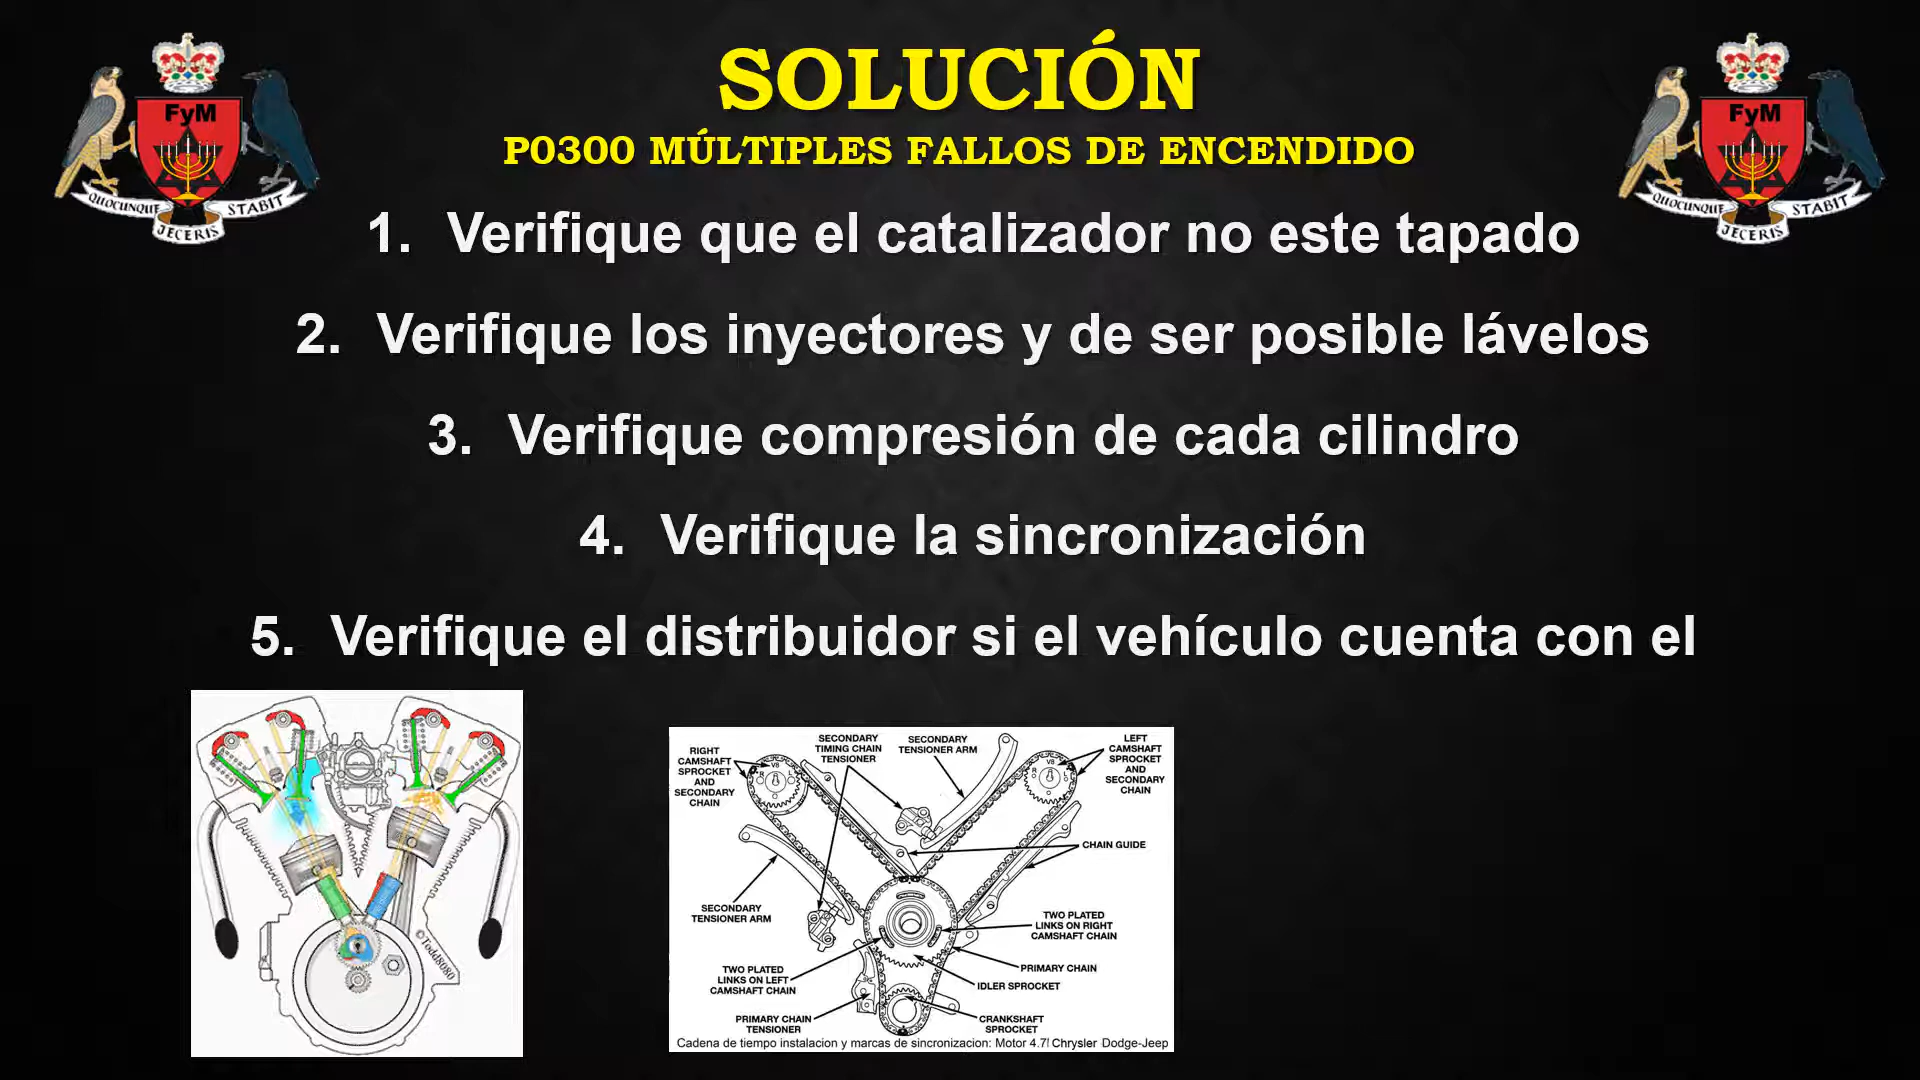 SOLUCIÓN
P0300 MÚLTIPLES FALLOS DE ENCENDIDO
FyM
QUOCUNQUE
JECERIS
STABIT
FyM
QUOCUNQUE
JECERIS
STABIT
1. Verifique que el catalizador no este tapado
2. Verifique los inyectores y de ser posible lávelos
3. Verifique compresión de cada cilindro
4. Verifique la sincronización
5. Verifique el distribuidor si el vehículo cuenta con el
©Todd8080
RIGHT
CAMSHAFT
SPROCKET
AND
SECONDARY
CHAIN
SECONDARY
TIMING CHAIN
TENSIONER
SECONDARY
TENSIONER ARM
LEFT
CAMSHAFT
SPROCKET
AND
SECONDARY
CHAIN
V8
R
L
V8
R
L
CHAIN GUIDE
SECONDARY
TENSIONER ARM
TWO PLATED
LINKS ON RIGHT
CAMSHAFT CHAIN
TWO PLATED
LINKS ON LEFT
CAMSHAFT CHAIN
PRIMARY CHAIN
IDLER SPROCKET
PRIMARY CHAIN
TENSIONER
CRANKSHAFT
SPROCKET
Cadena de tiempo instalacion y marcas de sincronizacion: Motor 4.7l Chrysler Dodge-Jeep